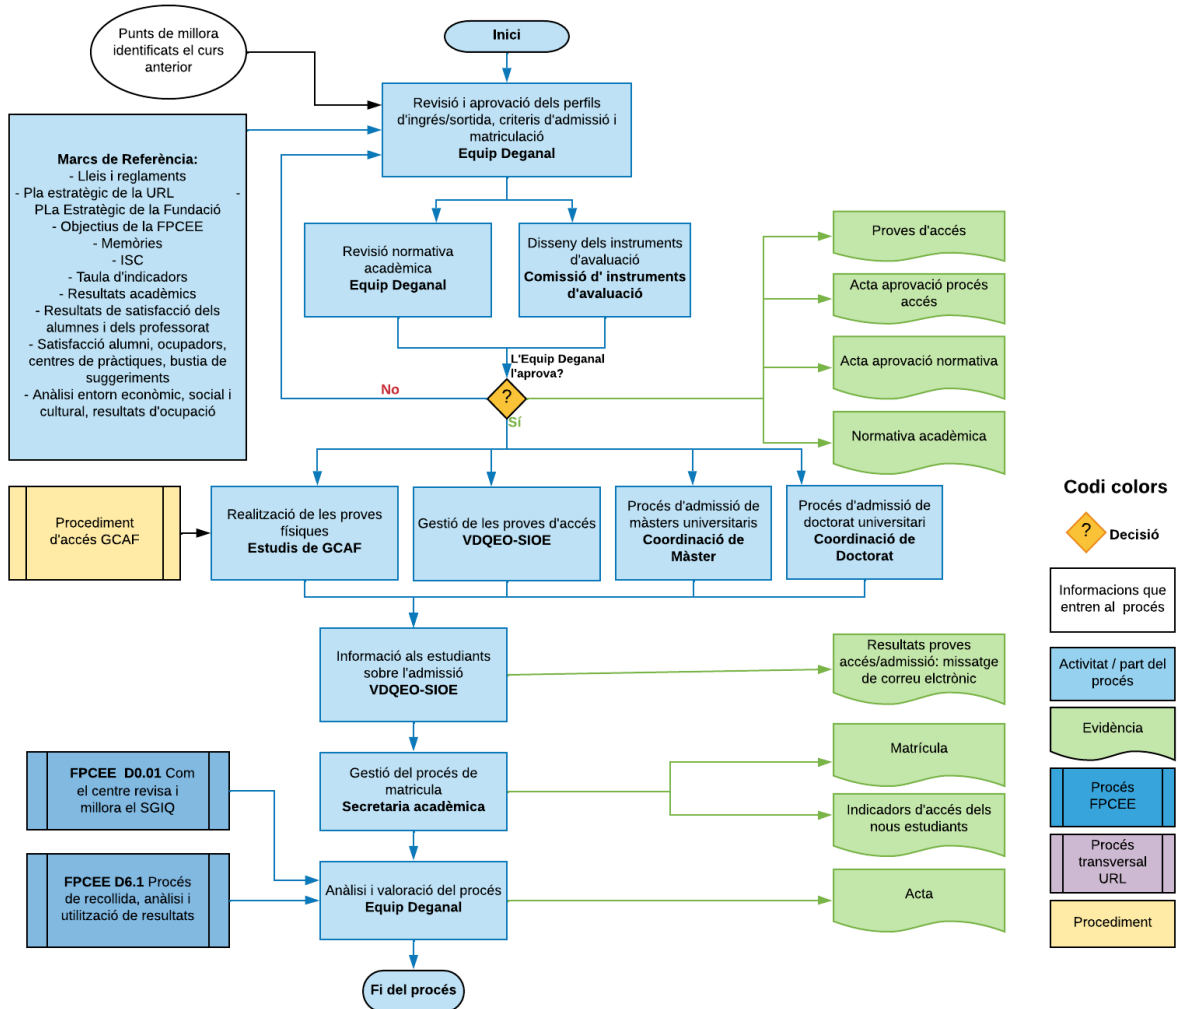 Punts de millora
identificats el curs
anterior
Inici
Revisió i aprovació dels perfils
d'ingrés/sortida, criteris d'admissió i
matriculació
Equip Deganal
Marcs de Referència:
- Lleis i reglaments
- Pla estratègic de la URL -
PLa Estratègic de la Fundació
- Objectius de la FPCEE
- Memòries
- ISC
- Taula d'indicadors
- Resultats acadèmics
- Resultats de satisfacció dels
alumnes i dels professorat
- Satisfacció alumni, ocupadors,
centres de pràctiques, bustia de
suggeriments
- Anàlisi entorn econòmic, social i
cultural, resultats d'ocupació
Revisió normativa
acadèmica
Equip Deganal
Disseny dels instruments
d'avaluació
Comissió d' instruments
d'avaluació
Proves d'accés
Acta aprovació procés
accés
Acta aprovació normativa
Normativa acadèmica
L'Equip Deganal
l'aprova?
?
No
Sí
Procediment
d'accés GCAF
Realització de les proves
físiques
Estudis de GCAF
Gestió de les proves d'accés
VDQEO-SIOE
Procés d'admissió de
màsters universitaris
Coordinació de
Màster
Procés d'admissió de
doctorat universitari
Coordinació de
Doctorat
Informació als estudiants
sobre l'admissió
VDQEO-SIOE
Resultats proves
accés/admissió: missatge
de correu elctrònic
Gestió del procés de
matricula
Secretaria acadèmica
Matrícula
Indicadors d'accés dels
nous estudiants
FPCEE D0.01 Com
el centre revisa i
millora el SGIQ
FPCEE D6.1 Procés
de recollida, anàlisi i
utilització de resultats
Anàlisi i valoració del procés
Equip Deganal
Acta
Fi del procés
Codi colors
?
Decisió
Informacions que
entren al procés
Activitat / part del
procés
Evidència
Procés
FPCEE
Procés
transversal
URL
Procediment